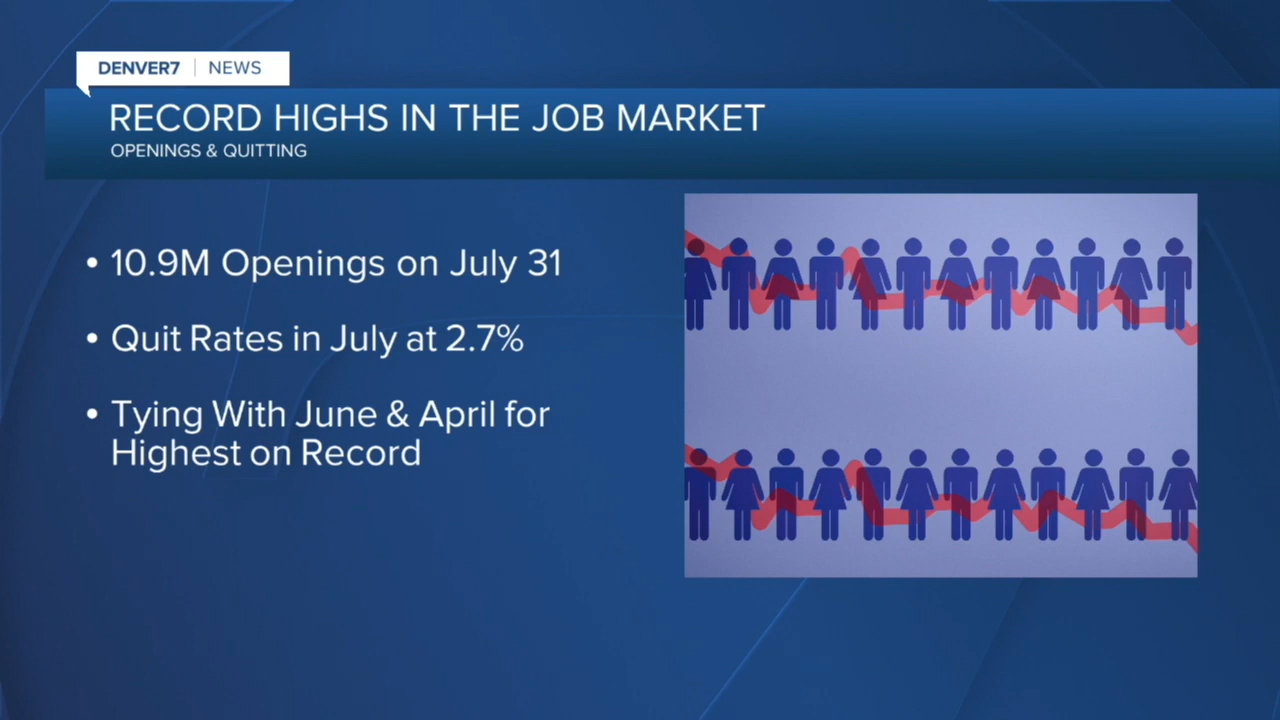 DENVER7 | NEWS
RECORD HIGHS IN THE JOB MARKET
OPENINGS & QUITTING
• 10.9M Openings on July 31
• Quit Rates in July at 2.7%
• Tying With June & April for
Highest on Record